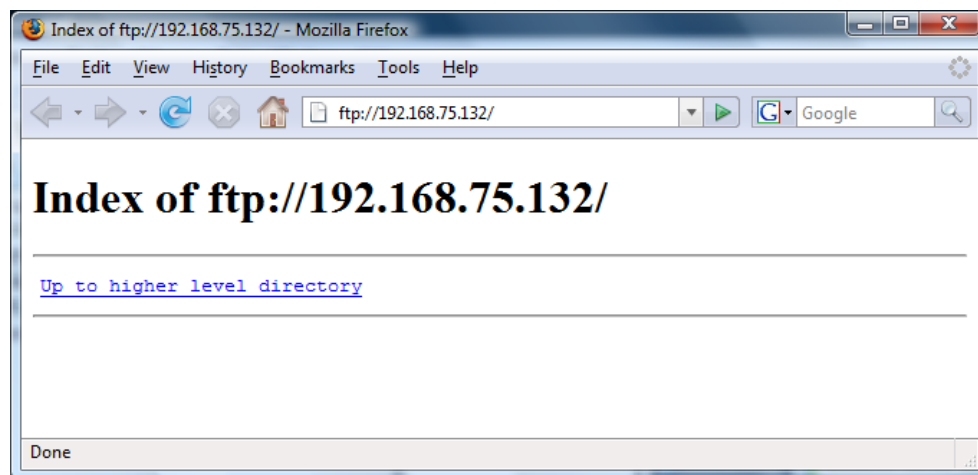 Index of ftp://192.168.75.132/ - Mozilla Firefox
File Edit View History Bookmarks Tools Help
ftp://192.168.75.132/ G Google
Index of ftp://192.168.75.132/
Up to higher level directory
Done